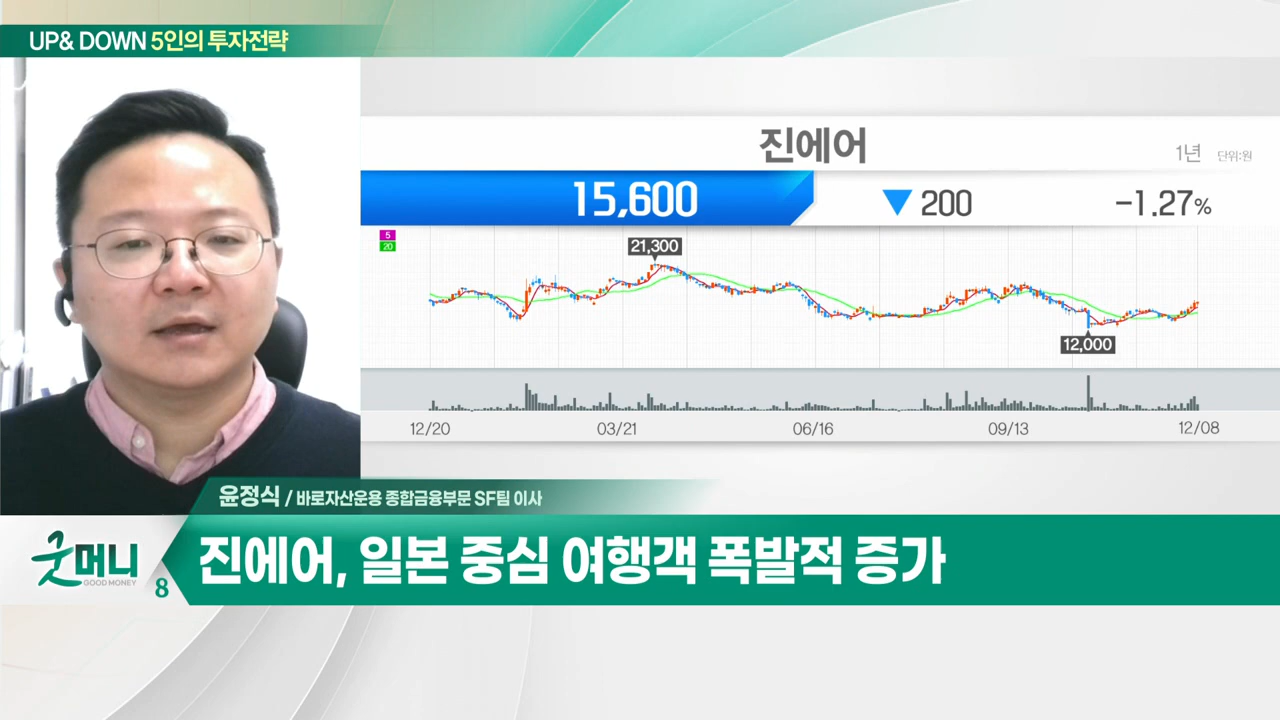 UP& DOWN 5인의 투자전략
진에어
1년 단위:원
15,600 ▼ 200 -1.27%
5
20
21,300
12,000
12/20 03/21 06/16 09/13 12/08
윤정식 / 바로자산운용 종합금융부문 SF팀 이사
굿머니
GOOD MONEY
8
진에어, 일본 중심 여행객 폭발적 증가